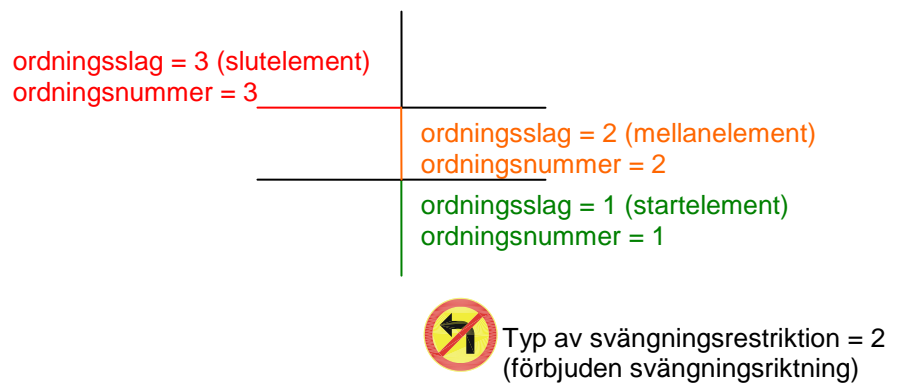 ordningsslag = 3 (slutelement)
ordningsnummer = 3
ordningsslag = 2 (mellanelement)
ordningsnummer = 2
ordningsslag = 1 (startelement)
ordningsnummer = 1
Typ av svängningsrestriktion = 2
(förbjuden svängningsriktning)